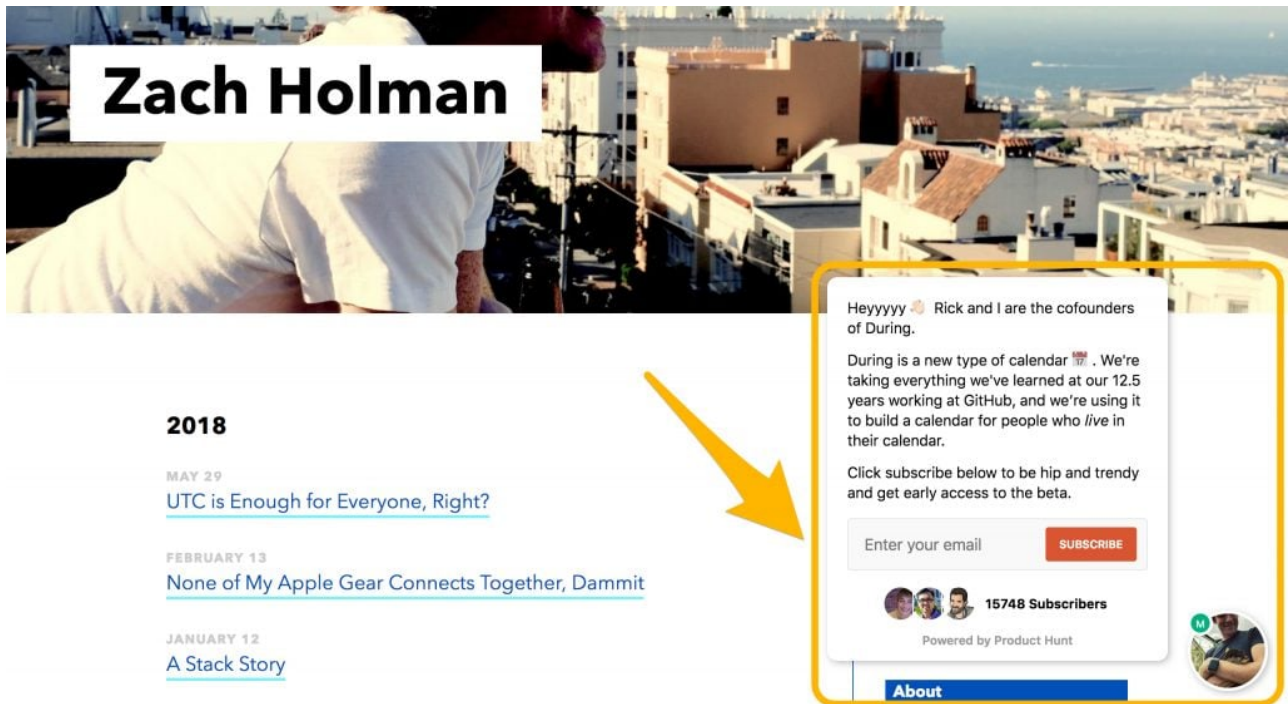 Zach Holman
2018
MAY 29
UTC is Enough for Everyone, Right?
FEBRUARY 13
None of My Apple Gear Connects Together, Dammit
JANUARY 12
A Stack Story
Heyyyyy 👋🏻 Rick and I are the cofounders
of During.
During is a new type of calendar 📅 . We're
taking everything we've learned at our 12.5
years working at GitHub, and we're using it
to build a calendar for people who live in
their calendar.
Click subscribe below to be hip and trendy
and get early access to the beta.
Enter your email
SUBSCRIBE
15748 Subscribers
Powered by Product Hunt
M
About